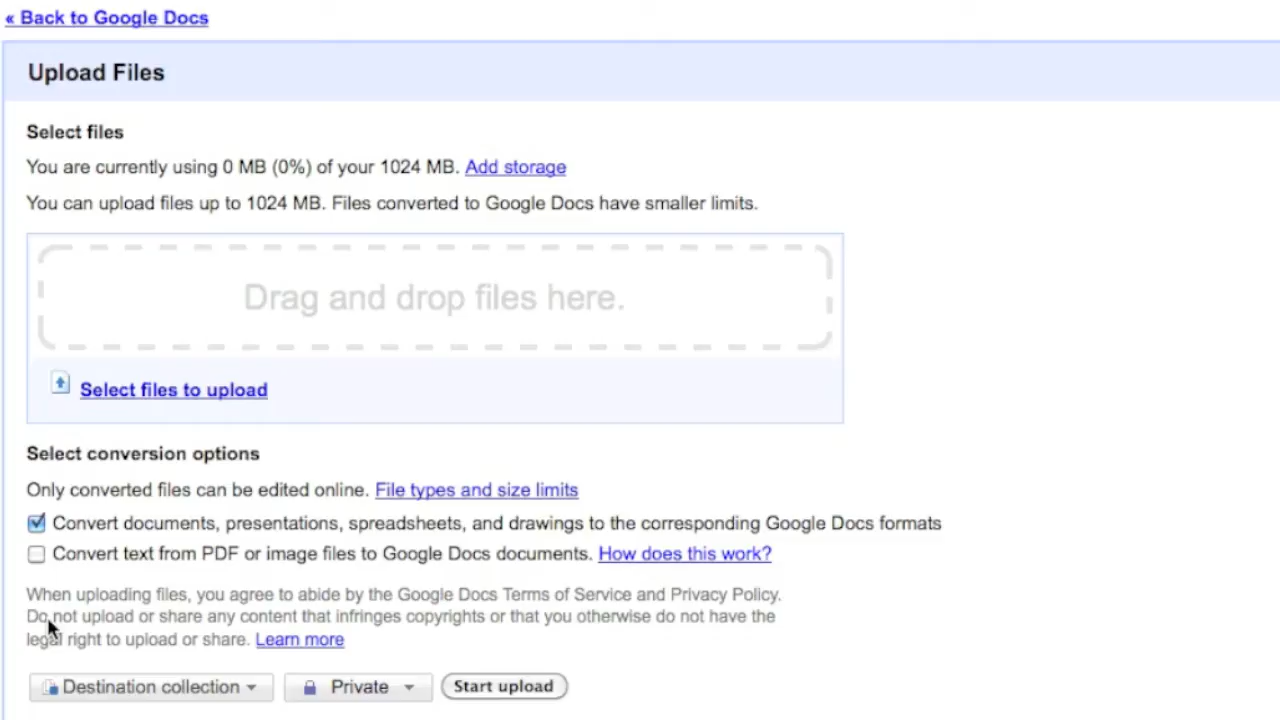 « Back to Google Docs
Upload Files
Select files
You are currently using 0 MB (0%) of your 1024 MB. Add storage
You can upload files up to 1024 MB. Files converted to Google Docs have smaller limits.
Drag and drop files here.
Select files to upload
Select conversion options
Only converted files can be edited online. File types and size limits
Convert documents, presentations, spreadsheets, and drawings to the corresponding Google Docs formats
Convert text from PDF or image files to Google Docs documents. How does this work?
When uploading files, you agree to abide by the Google Docs Terms of Service and Privacy Policy.
Do not upload or share any content that infringes copyrights or that you otherwise do not have the
legal right to upload or share. Learn more
Destination collection Private Start upload